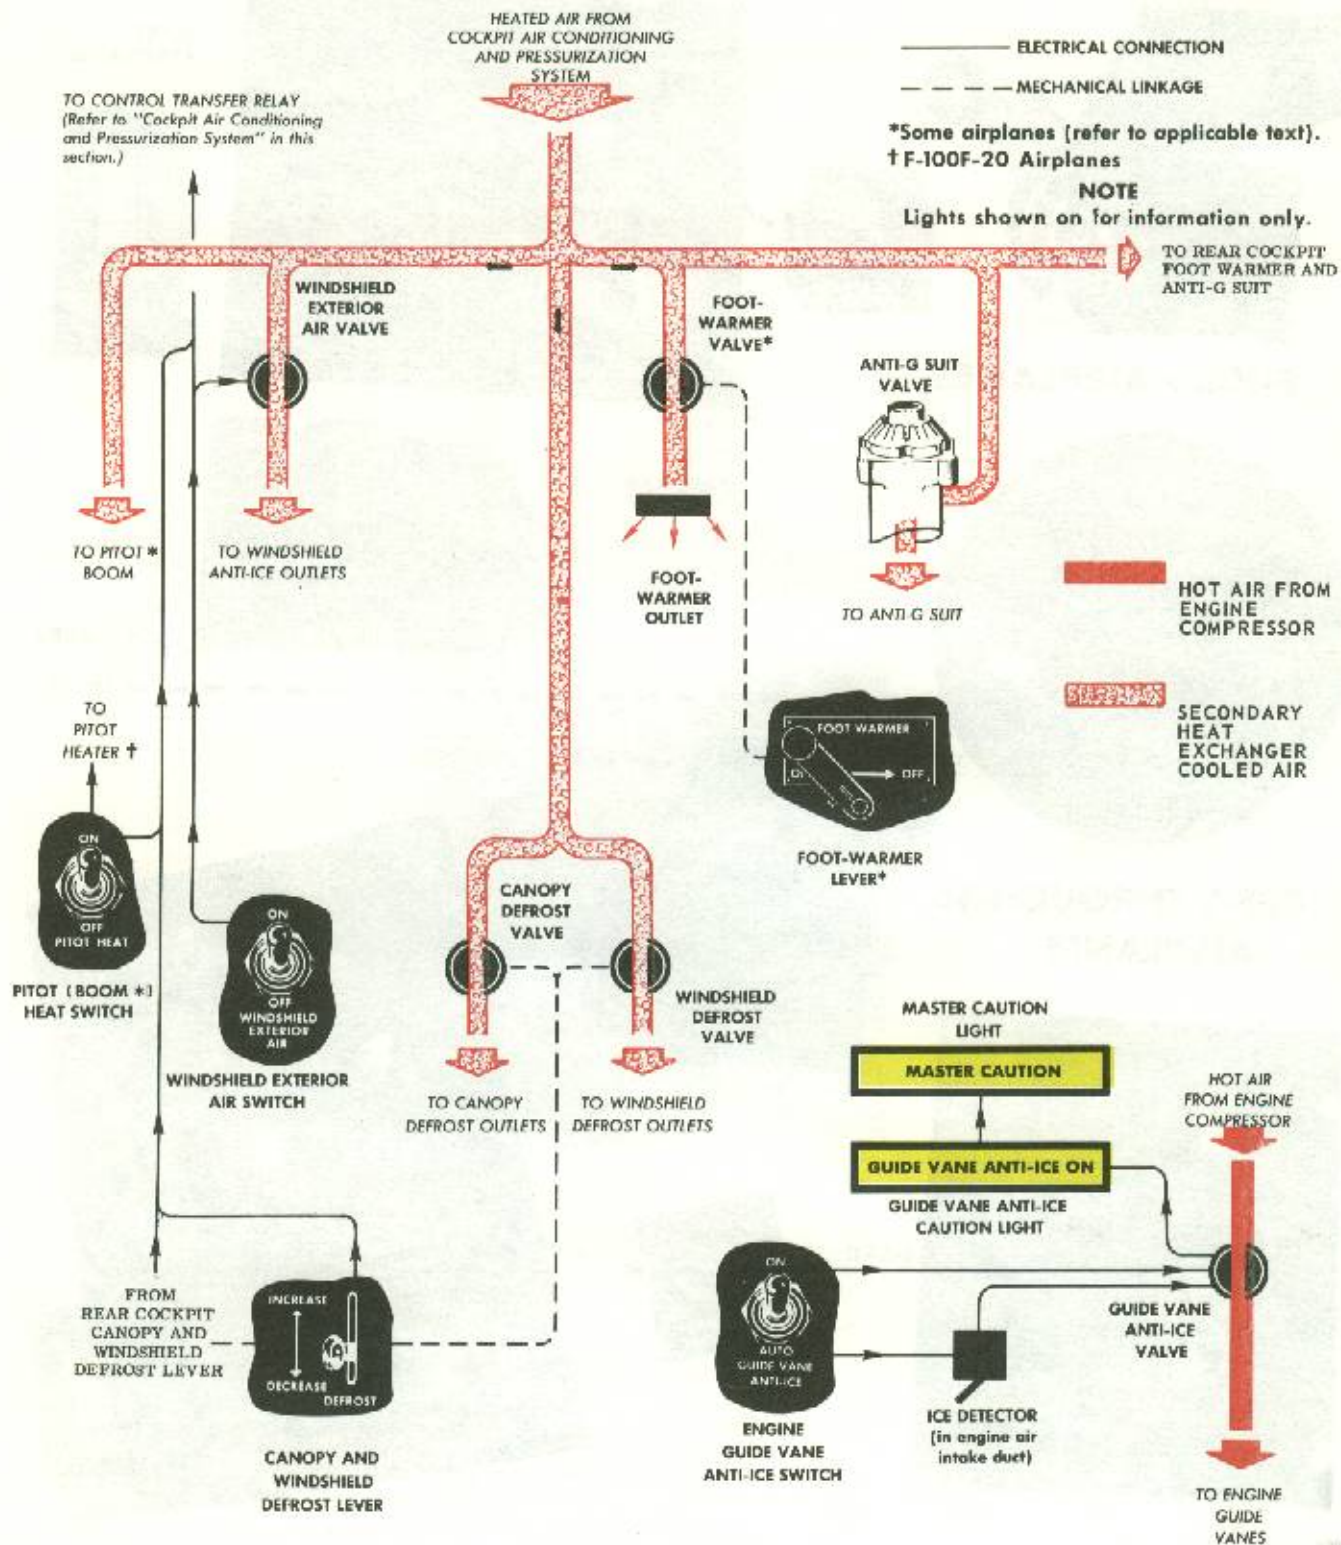 HEATED AIR FROM
COCKPIT AIR CONDITIONING
AND PRESSURIZATION
SYSTEM
ELECTRICAL CONNECTION
MECHANICAL LINKAGE
*Some airplanes (refer to applicable text).
† F-100F-20 Airplanes
NOTE
Lights shown on for information only.
TO CONTROL TRANSFER RELAY
(Refer to "Cockpit Air Conditioning
and Pressurization System" in this
section.)
TO REAR COCKPIT
FOOT WARMER AND
ANTI-G SUIT
WINDSHIELD
EXTERIOR
AIR VALVE
FOOT-
WARMER
VALVE*
ANTI-G SUIT
VALVE
TO PITOT *
BOOM
TO WINDSHIELD
ANTI-ICE OUTLETS
FOOT-
WARMER
OUTLET
TO ANTI-G SUIT
HOT AIR FROM
ENGINE
COMPRESSOR
SECONDARY
HEAT
EXCHANGER
COOLED AIR
TO
PITOT
HEATER †
FOOT WARMER
OFF
FOOT-WARMER
LEVER*
ON
OFF
PITOT HEAT
PITOT (BOOM *)
HEAT SWITCH
ON
OFF
WINDSHIELD
EXTERIOR
AIR
WINDSHIELD EXTERIOR
AIR SWITCH
CANOPY
DEFROST
VALVE
WINDSHIELD
DEFROST
VALVE
TO CANOPY
DEFROST OUTLETS
TO WINDSHIELD
DEFROST OUTLETS
MASTER CAUTION
LIGHT
MASTER CAUTION
GUIDE VANE ANTI-ICE ON
GUIDE VANE ANTI-ICE
CAUTION LIGHT
HOT AIR
FROM ENGINE
COMPRESSOR
FROM
REAR COCKPIT
CANOPY AND
WINDSHIELD
DEFROST LEVER
INCREASE
DECREASE
DEFROST
CANOPY AND
WINDSHIELD
DEFROST LEVER
ON
AUTO
GUIDE VANE
ANTI-ICE
ENGINE
GUIDE VANE
ANTI-ICE SWITCH
ICE DETECTOR
(in engine air
intake duct)
GUIDE VANE
ANTI-ICE
VALVE
TO ENGINE
GUIDE
VANES